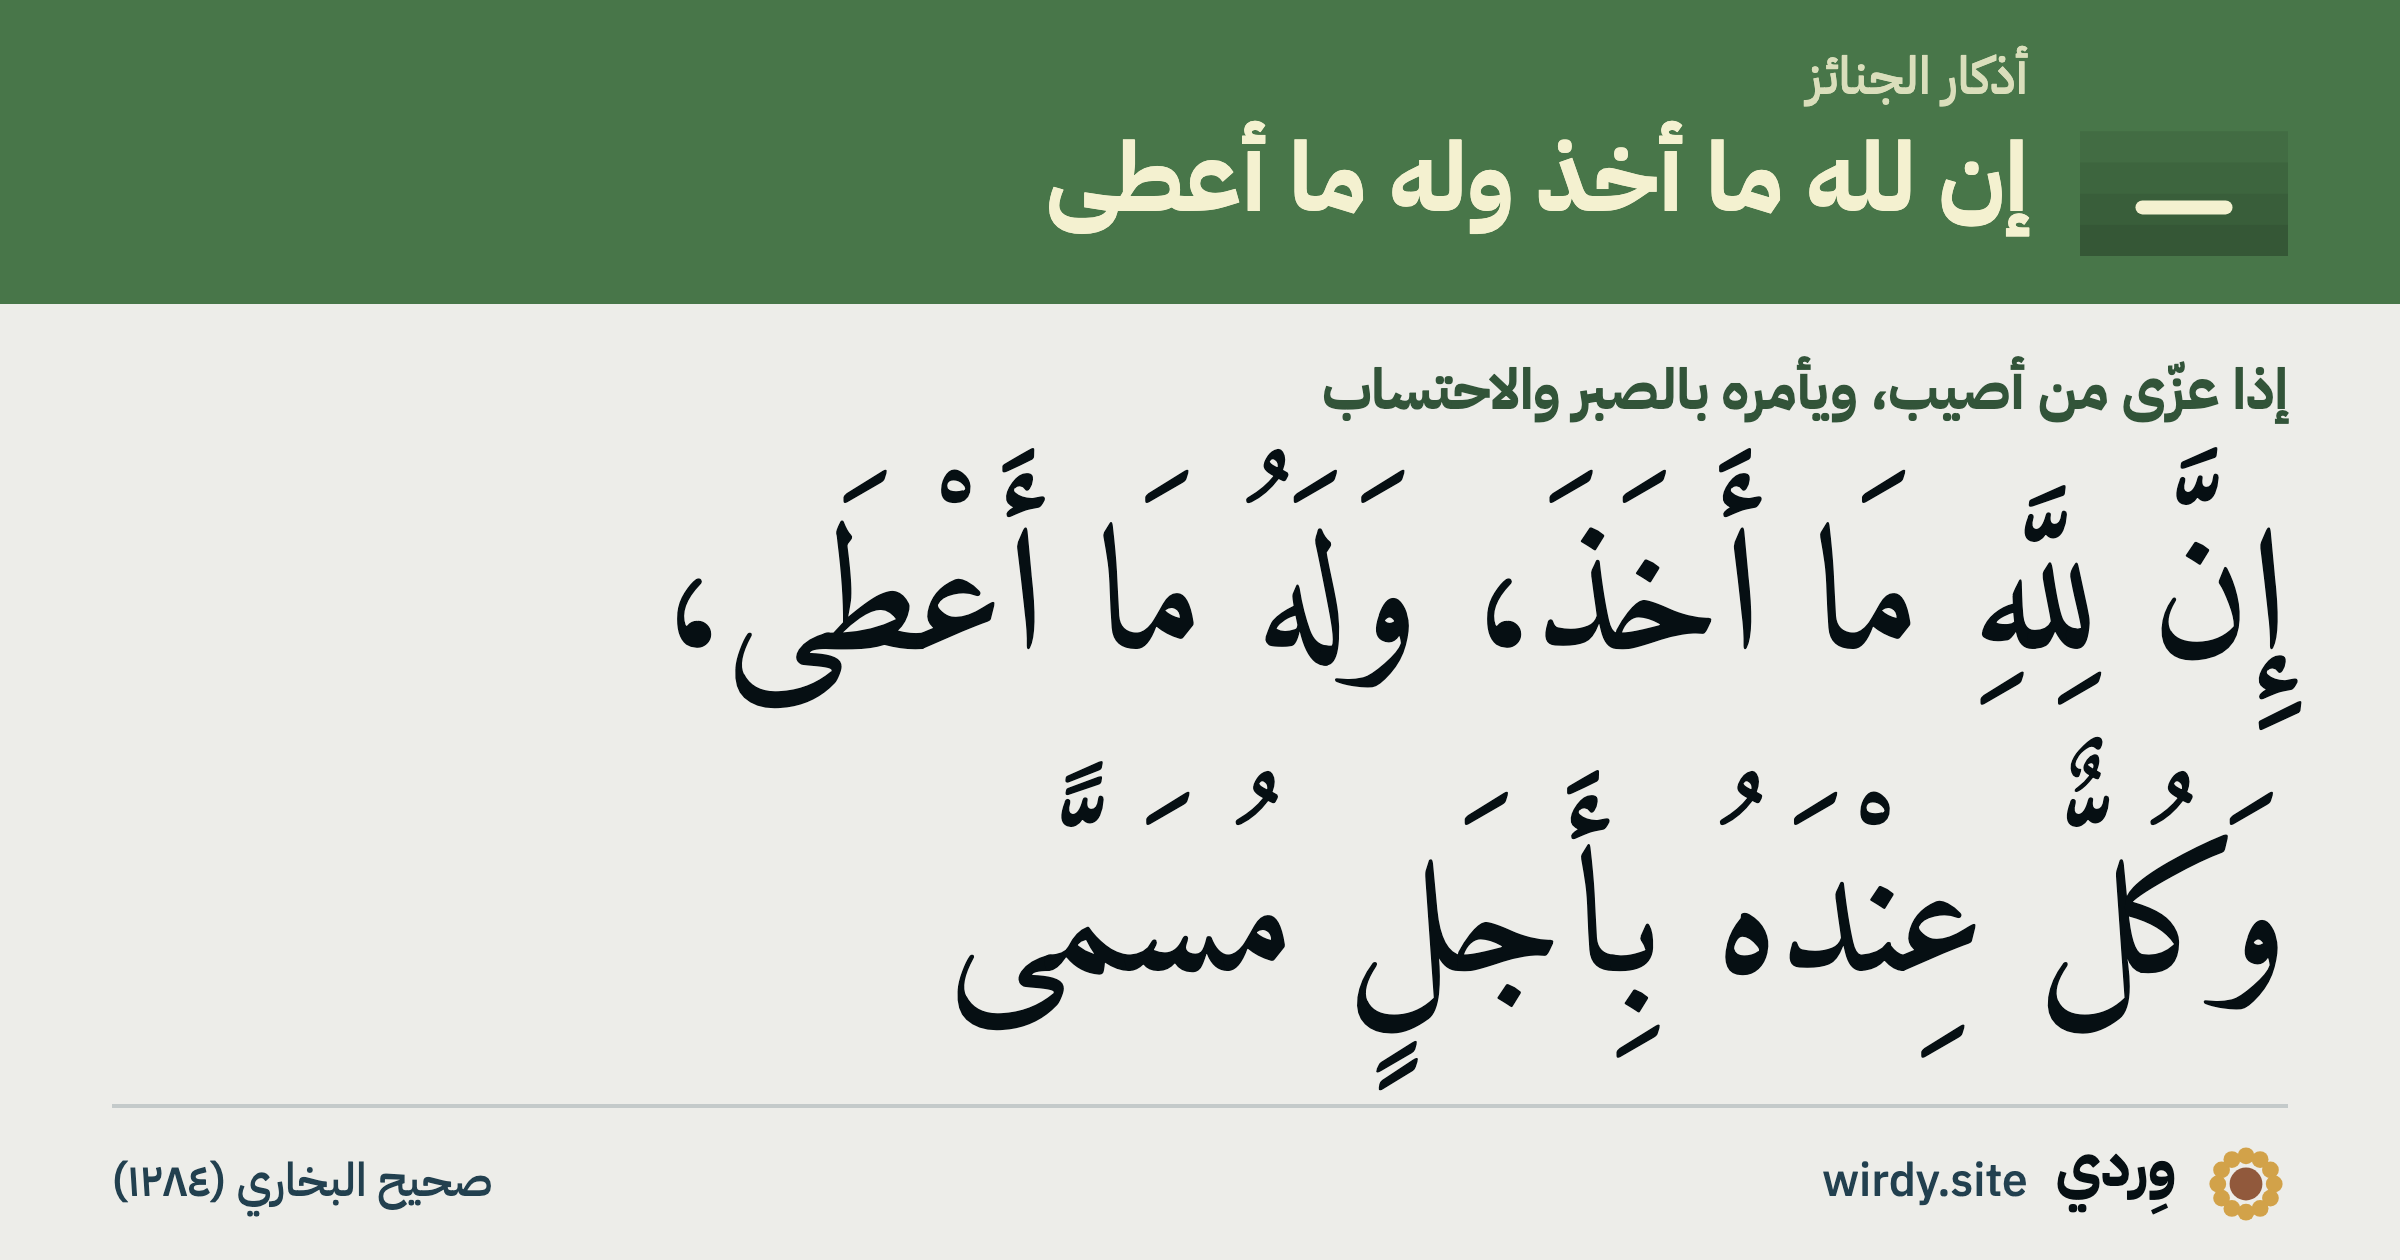 أذكار الجنائز
إن لله ما أخذ وله ما أعطى
إذا عزّى من أصيب، ويأمره بالصبر والاحتساب
إِنَّ لِلَّهِ مَا أَخَذَ، وَلَهُ مَا أَعْطَى،
وَكُلٌّ عِنْدَهُ بِأَجَلٍ مُسَمًّى
وِردي wirdy.site
صحيح البخاري (١٢٨٤)